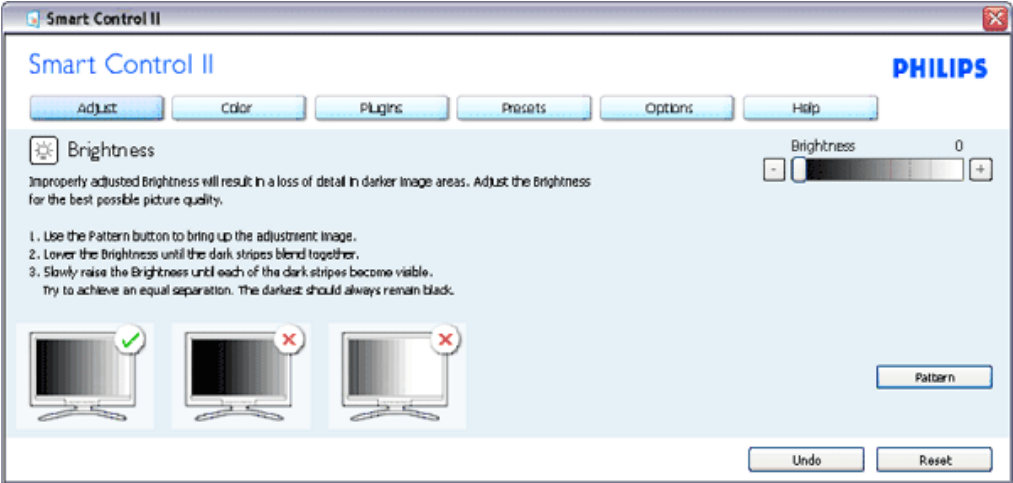 Smart Control II
Smart Control II
PHILIPS
Adjust Color Plugins Presets Options Help
Brightness
Brightness 0
- +
Improperly adjusted Brightness will result in a loss of detail in darker image areas. Adjust the Brightness
for the best possible picture quality.
1. Use the Pattern button to bring up the adjustment image.
2. Lower the Brightness until the dark stripes blend together.
3. Slowly raise the Brightness until each of the dark stripes become visible.
Try to achieve an equal separation. The darkest should always remain black.
Pattern
Undo Reset